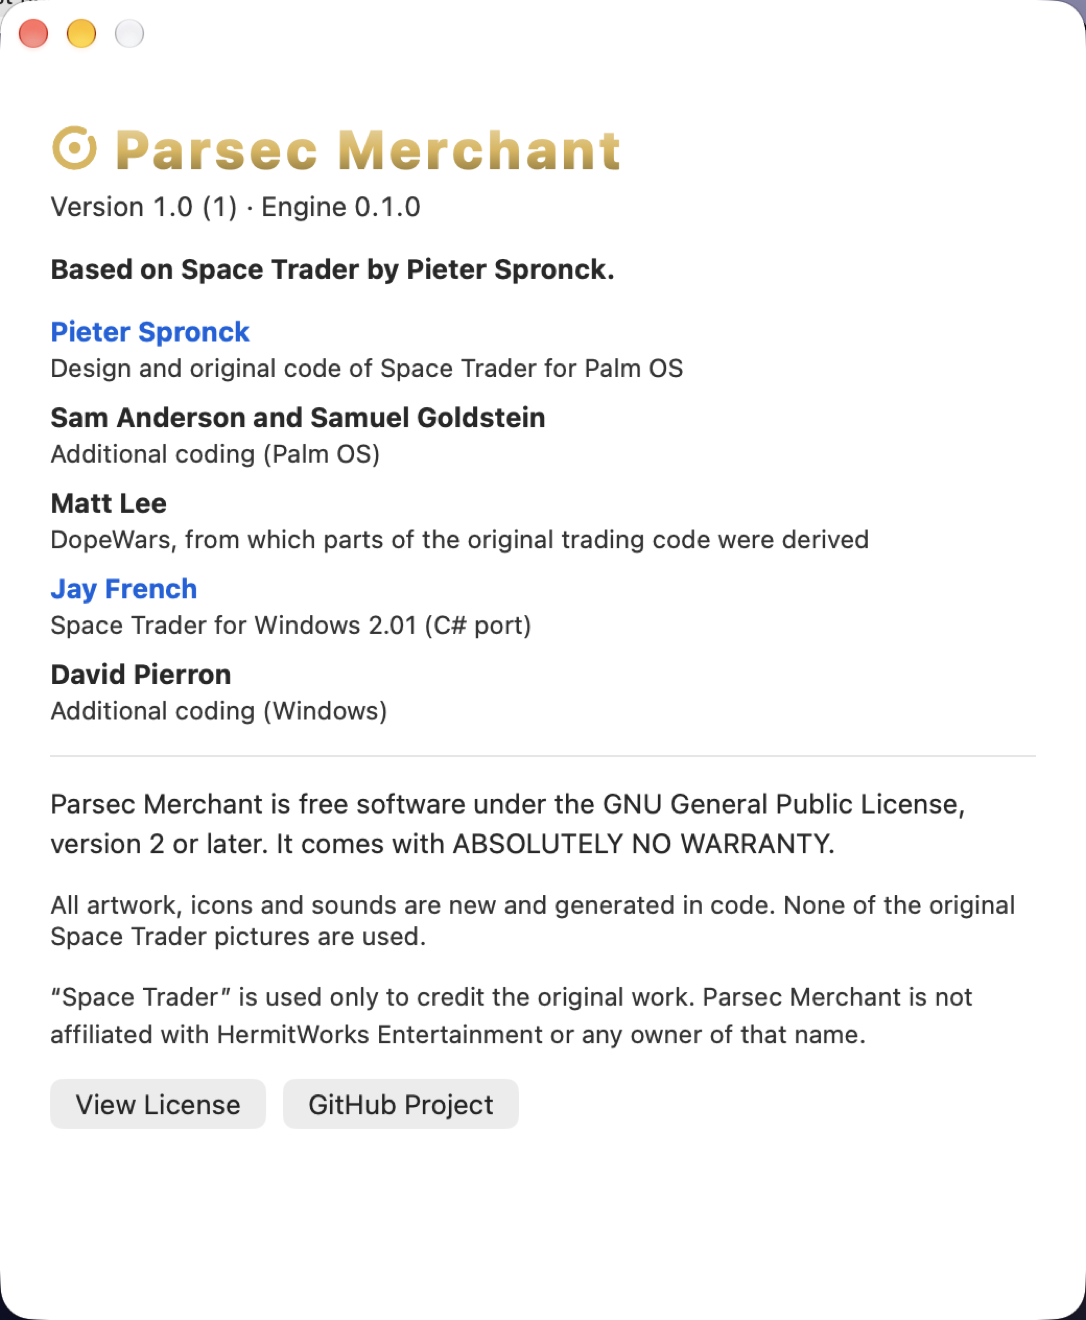 Parsec Merchant
Version 1.0 (1) · Engine 0.1.0
Based on Space Trader by Pieter Spronck.
Pieter Spronck
Design and original code of Space Trader for Palm OS
Sam Anderson and Samuel Goldstein
Additional coding (Palm OS)
Matt Lee
DopeWars, from which parts of the original trading code were derived
Jay French
Space Trader for Windows 2.01 (C# port)
David Pierron
Additional coding (Windows)
Parsec Merchant is free software under the GNU General Public License,
version 2 or later. It comes with ABSOLUTELY NO WARRANTY.
All artwork, icons and sounds are new and generated in code. None of the original
Space Trader pictures are used.
“Space Trader” is used only to credit the original work. Parsec Merchant is not
affiliated with HermitWorks Entertainment or any owner of that name.
View License
GitHub Project